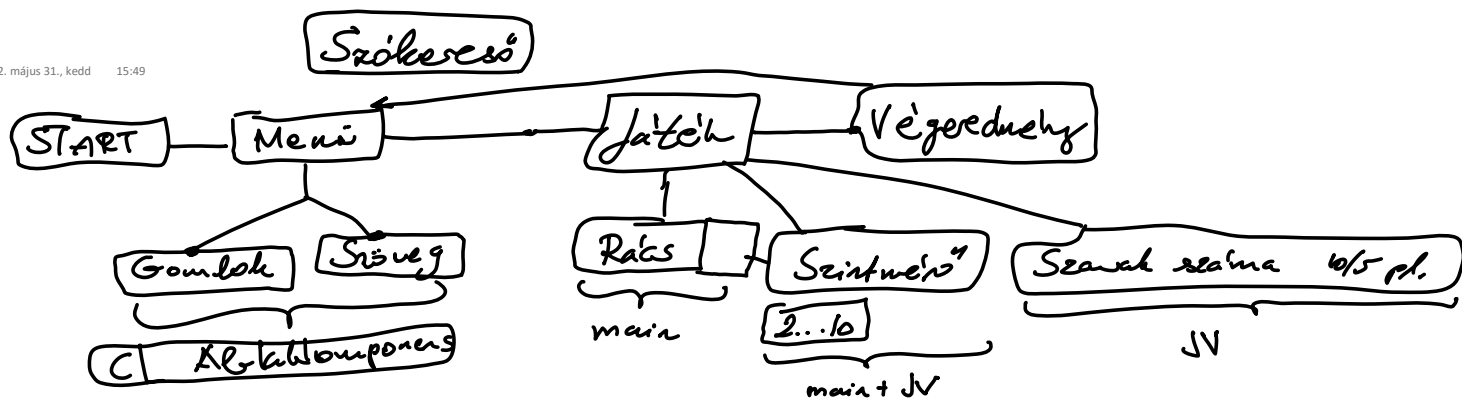 Szókereső
2. május 31., kedd 15:49
START Menü Játék Végeredmény
Gombok Szöveg Rács Szintmérő Szavak száma 10/5 pl.
main 2...10 JV
C
main + JV